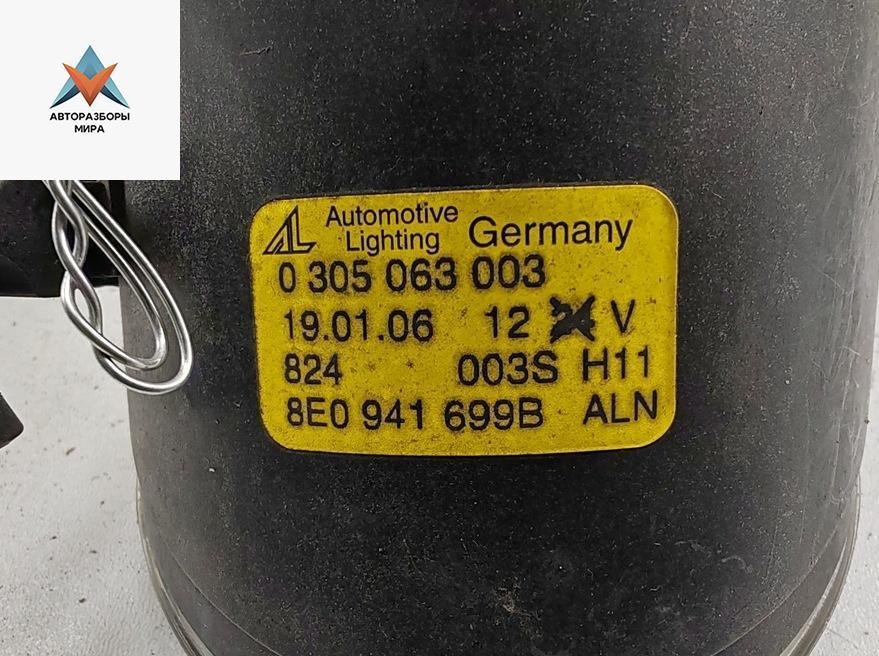 АВТОРАЗБОРЫ
МИРА
Automotive
Lighting Germany
0 305 063 003
19.01.06 12 V
824 003S H11
8E0 941 699B ALN